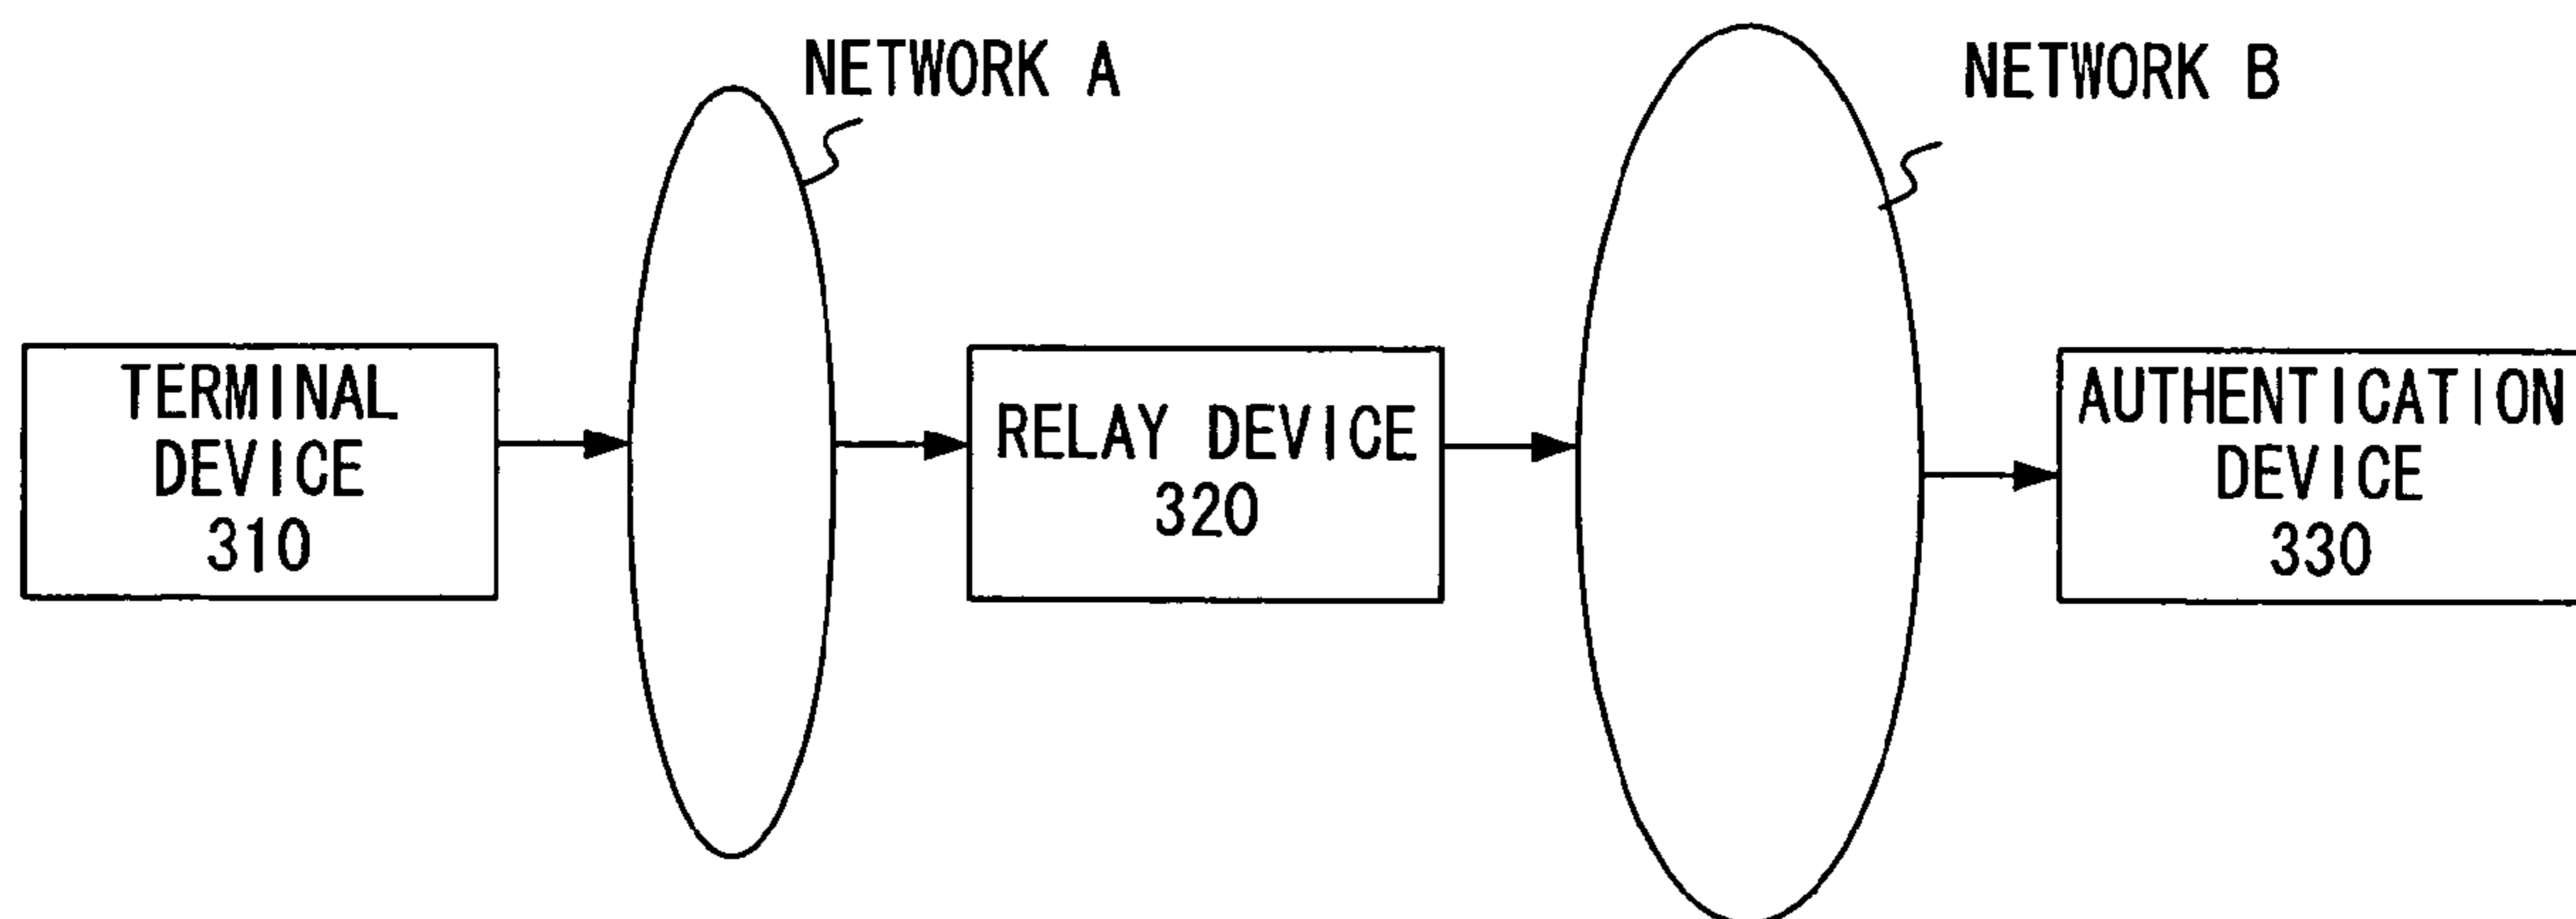 NETWORK A
NETWORK B
TERMINAL
DEVICE
310
RELAY DEVICE
320
AUTHENTICATION
DEVICE
330